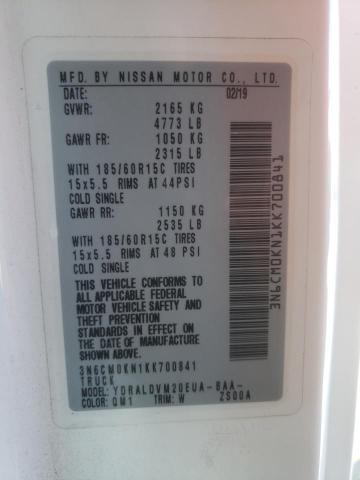 MFD. BY NISSAN MOTOR CO., LTD.
DATE: 02/19
GVWR: 2165 KG
4773 LB
GAWR FR: 1050 KG
2315 LB
WITH 185/60R15C TIRES
15x5.5 RIMS AT 44PSI
COLD SINGLE
GAWR RR: 1150 KG
2535 LB
WITH 185/60R15C TIRES
15x5.5 RIMS AT 48 PSI
COLD SINGLE
THIS VEHICLE CONFORMS TO
ALL APPLICABLE FEDERAL
MOTOR VEHICLE SAFETY AND
THEFT PREVENTION
STANDARDS IN EFFECT ON THE
DATE OF MANUFACTURE
SHOWN ABOVE.
3N6CM0KN1KK700841
TRUCK
MODEL: YDRALDVM20EUA-BAA-
COLOR: QM1 TRIM: W ZS00A
3N6CM0KN1KK700841